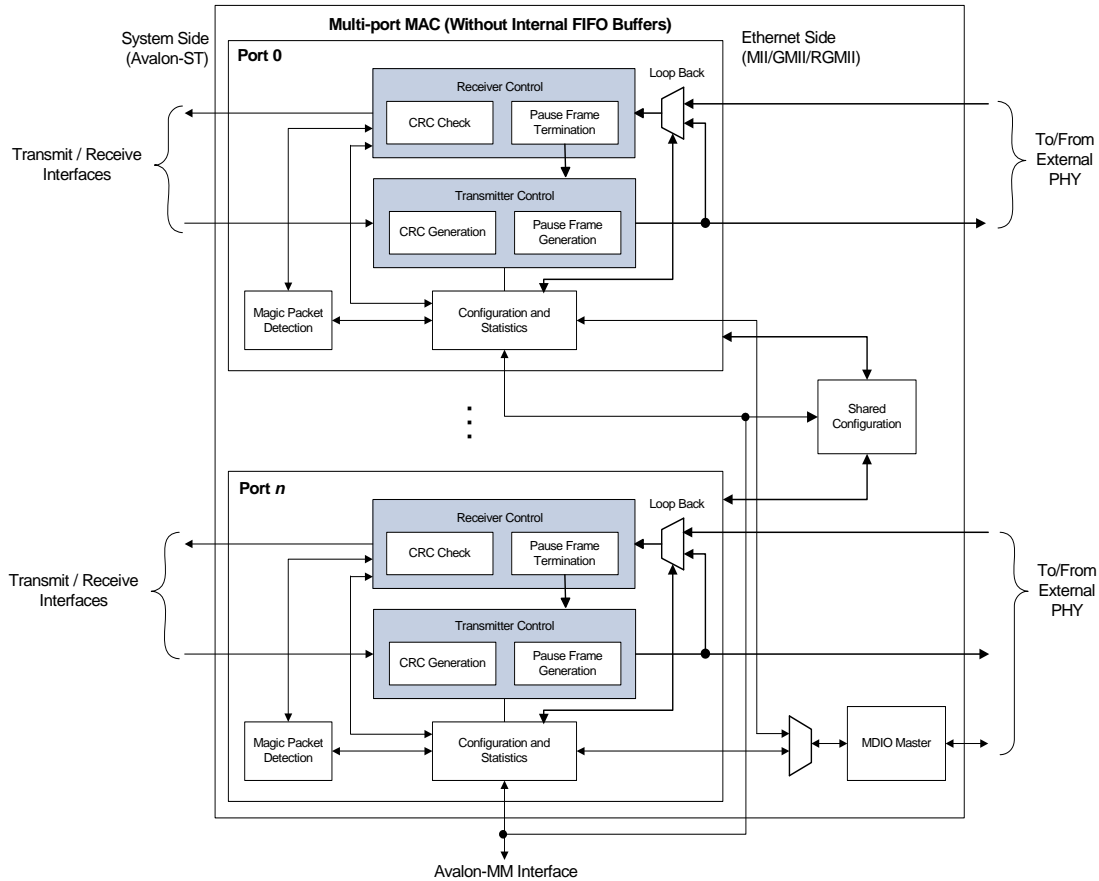 Multi-port MAC (Without Internal FIFO Buffers)
System Side
(Avalon-ST)
Ethernet Side
(MII/GMII/RGMII)
Port 0
Receiver Control
CRC Check
Pause Frame
Termination
Loop Back
Transmit / Receive
Interfaces
To/From
External
PHY
Transmitter Control
CRC Generation
Pause Frame
Generation
Magic Packet
Detection
Configuration and
Statistics
Shared
Configuration
Port n
Receiver Control
CRC Check
Pause Frame
Termination
Loop Back
Transmit / Receive
Interfaces
To/From
External
PHY
Transmitter Control
CRC Generation
Pause Frame
Generation
Magic Packet
Detection
Configuration and
Statistics
MDIO Master
Avalon-MM Interface